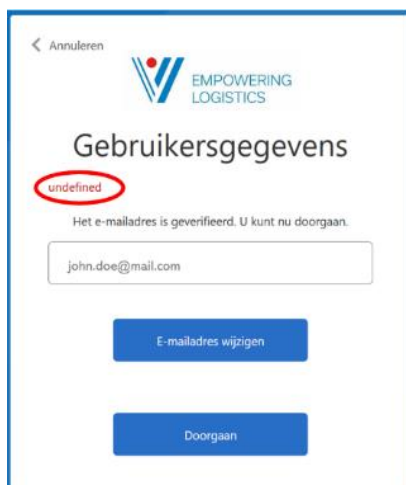 Annuleren
EMPOWERING
LOGISTICS
Gebruikersgegevens
undefined
Het e-mailadres is geverifieerd. U kunt nu doorgaan.
john.doe@mail.com
E-mailadres wijzigen
Doorgaan